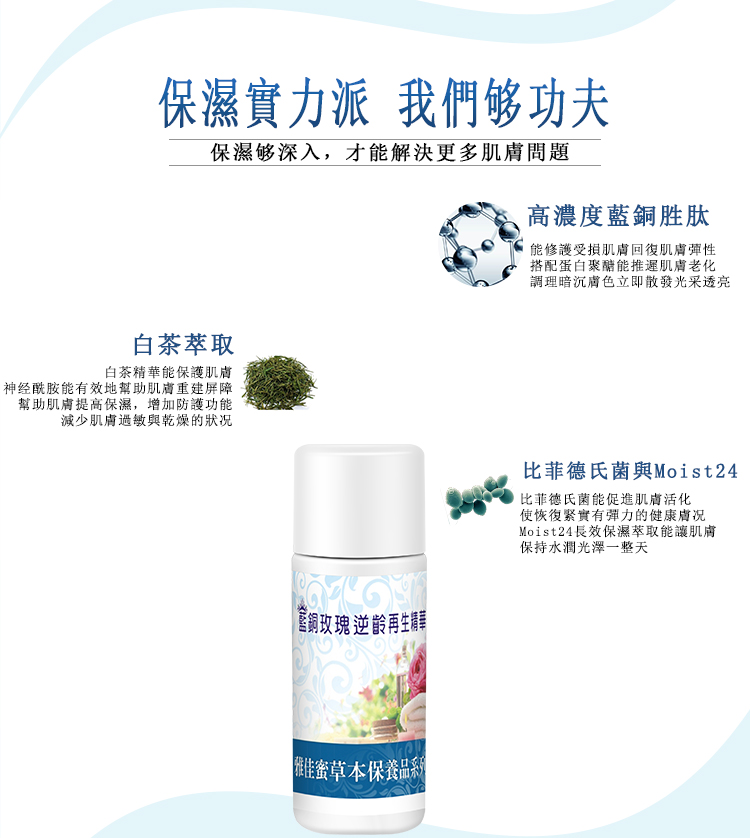 保濕實力派 我們够功夫
保濕够深入，才能解決更多肌膚問題
高濃度藍銅胜肽
能修護受損肌膚回復肌膚彈性
搭配蛋白聚醣能推遲肌膚老化
調理暗沉膚色立即散發光采透亮
白茶萃取
白茶精華能保護肌膚
神经酰胺能有效地幫助肌膚重建屏障
幫助肌膚提高保濕，增加防護功能
減少肌膚過敏與乾燥的狀況
比菲德氏菌與Moist24
比菲德氏菌能促進肌膚活化
使恢復緊實有彈力的健康膚況
Moist24長效保濕萃取能讓肌膚
保持水潤光澤一整天
藍銅玫瑰逆齡再生精華
雅佳蜜草本保養品系列